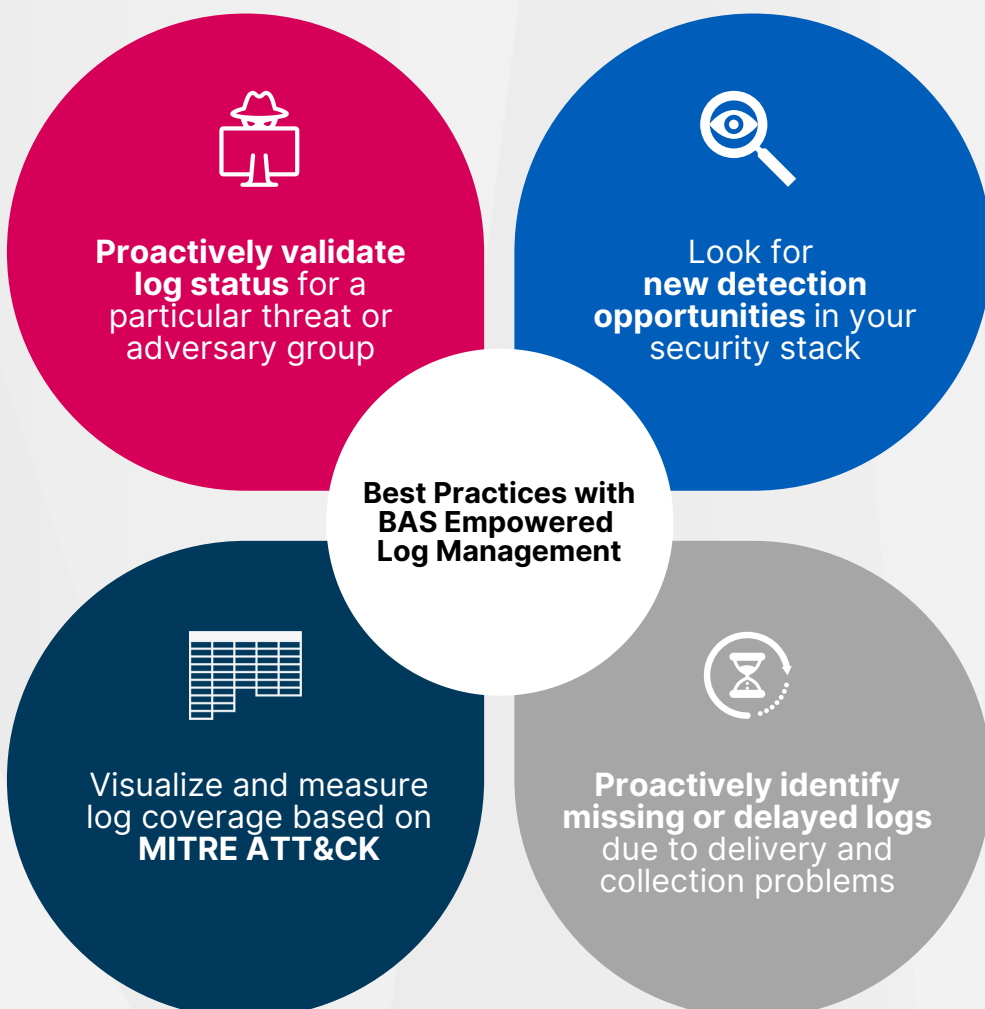 Proactively validate
log status for a
particular threat or
adversary group
Look for
new detection
opportunities in your
security stack
Best Practices with
BAS Empowered
Log Management
Visualize and measure
log coverage based on
MITRE ATT&CK
Proactively identify
missing or delayed logs
due to delivery and
collection problems